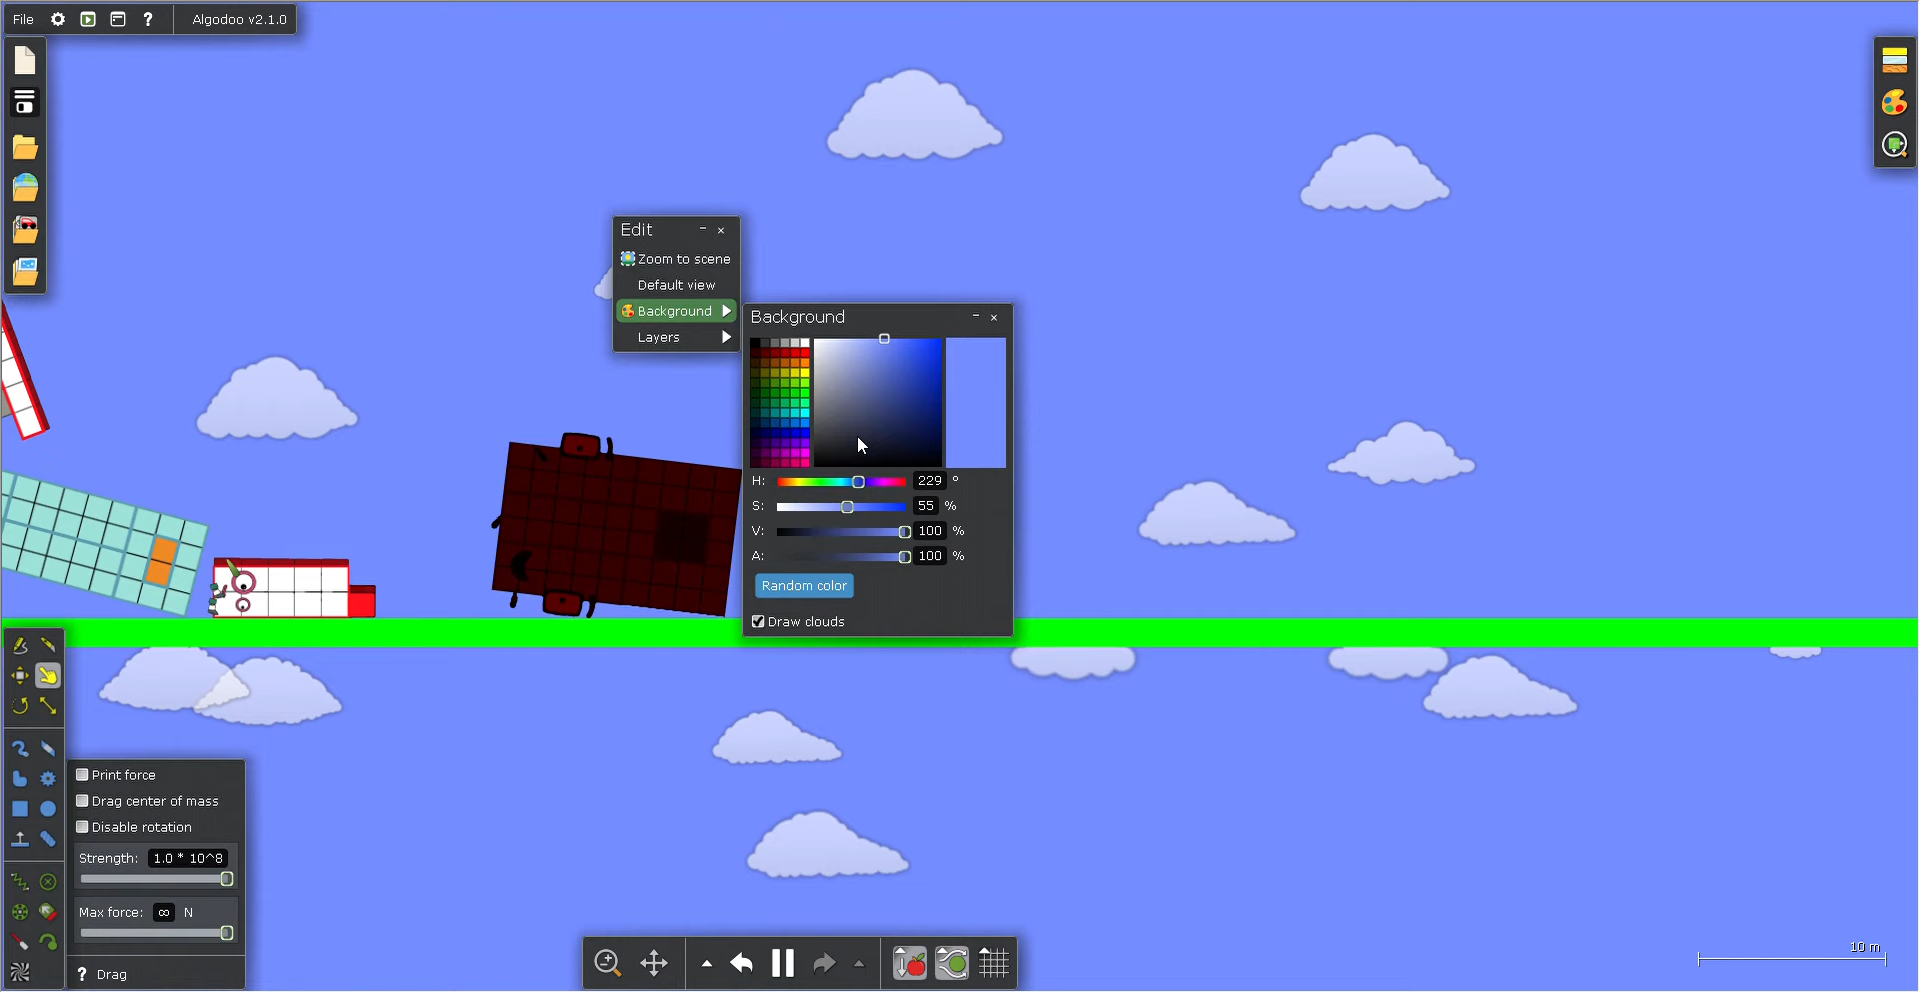 File ? Algodoo v2.1.0
Edit
Zoom to scene
Default view
Background
Layers
Background
H: 229 °
S: 55 %
V: 100 %
A: 100 %
Random color
Draw clouds
Print force
Drag center of mass
Disable rotation
Strength: 1.0 * 10^8
Max force: ∞ N
? Drag
10 m